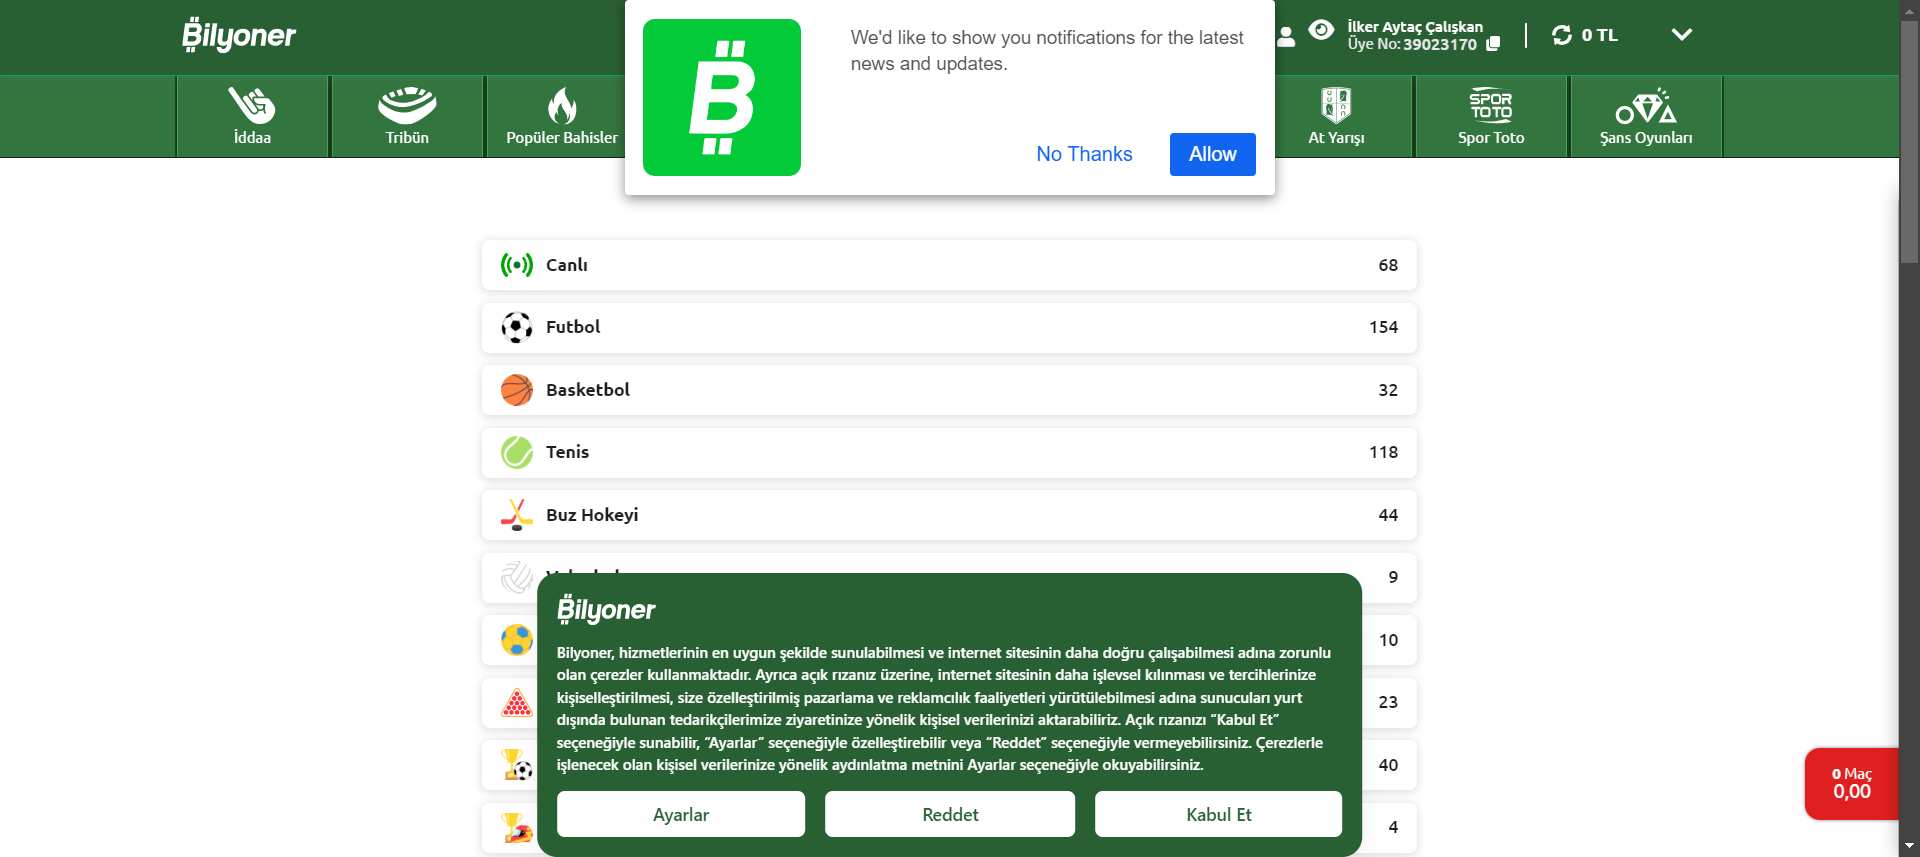 Bilyoner
We'd like to show you notifications for the latest
news and updates.
No Thanks
Allow
İlker Aytaç Çalışkan
Üye No: 39023170
0 TL
İddaa
Tribün
Popüler Bahisler
At Yarışı
SPOR
TOTO
Spor Toto
Şans Oyunları
Canlı 68
Futbol 154
Basketbol 32
Tenis 118
Buz Hokeyi 44
9
10
23
40
4
Bilyoner
Bilyoner, hizmetlerinin en uygun şekilde sunulabilmesi ve internet sitesinin daha doğru çalışabilmesi adına zorunlu
olan çerezler kullanmaktadır. Ayrıca açık rızanız üzerine, internet sitesinin daha işlevsel kılınması ve tercihlerinize
kişiselleştirilmesi, size özelleştirilmiş pazarlama ve reklamcılık faaliyetleri yürütülebilmesi adına sunucuları yurt
dışında bulunan tedarikçilerimize ziyaretinize yönelik kişisel verilerinizi aktarabiliriz. Açık rızanızı “Kabul Et”
seçeneğiyle sunabilir, “Ayarlar” seçeneğiyle özelleştirebilir veya “Reddet” seçeneğiyle vermeyebilirsiniz. Çerezlerle
işlenecek olan kişisel verilerinize yönelik aydınlatma metnini Ayarlar seçeneğiyle okuyabilirsiniz.
Ayarlar
Reddet
Kabul Et
0 Maç
0,00